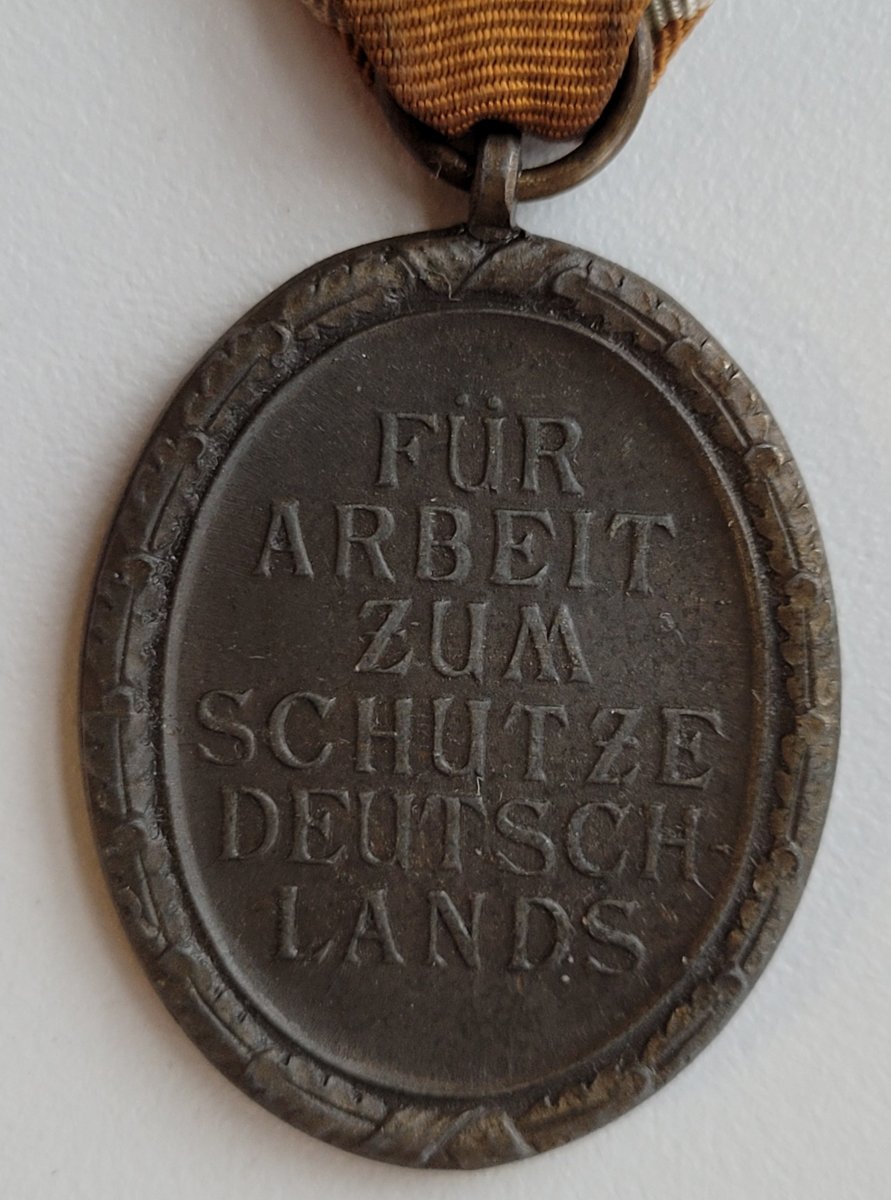 FÜR
ARBEIT
ZUM
SCHUTZE
DEUTSCH
LANDS